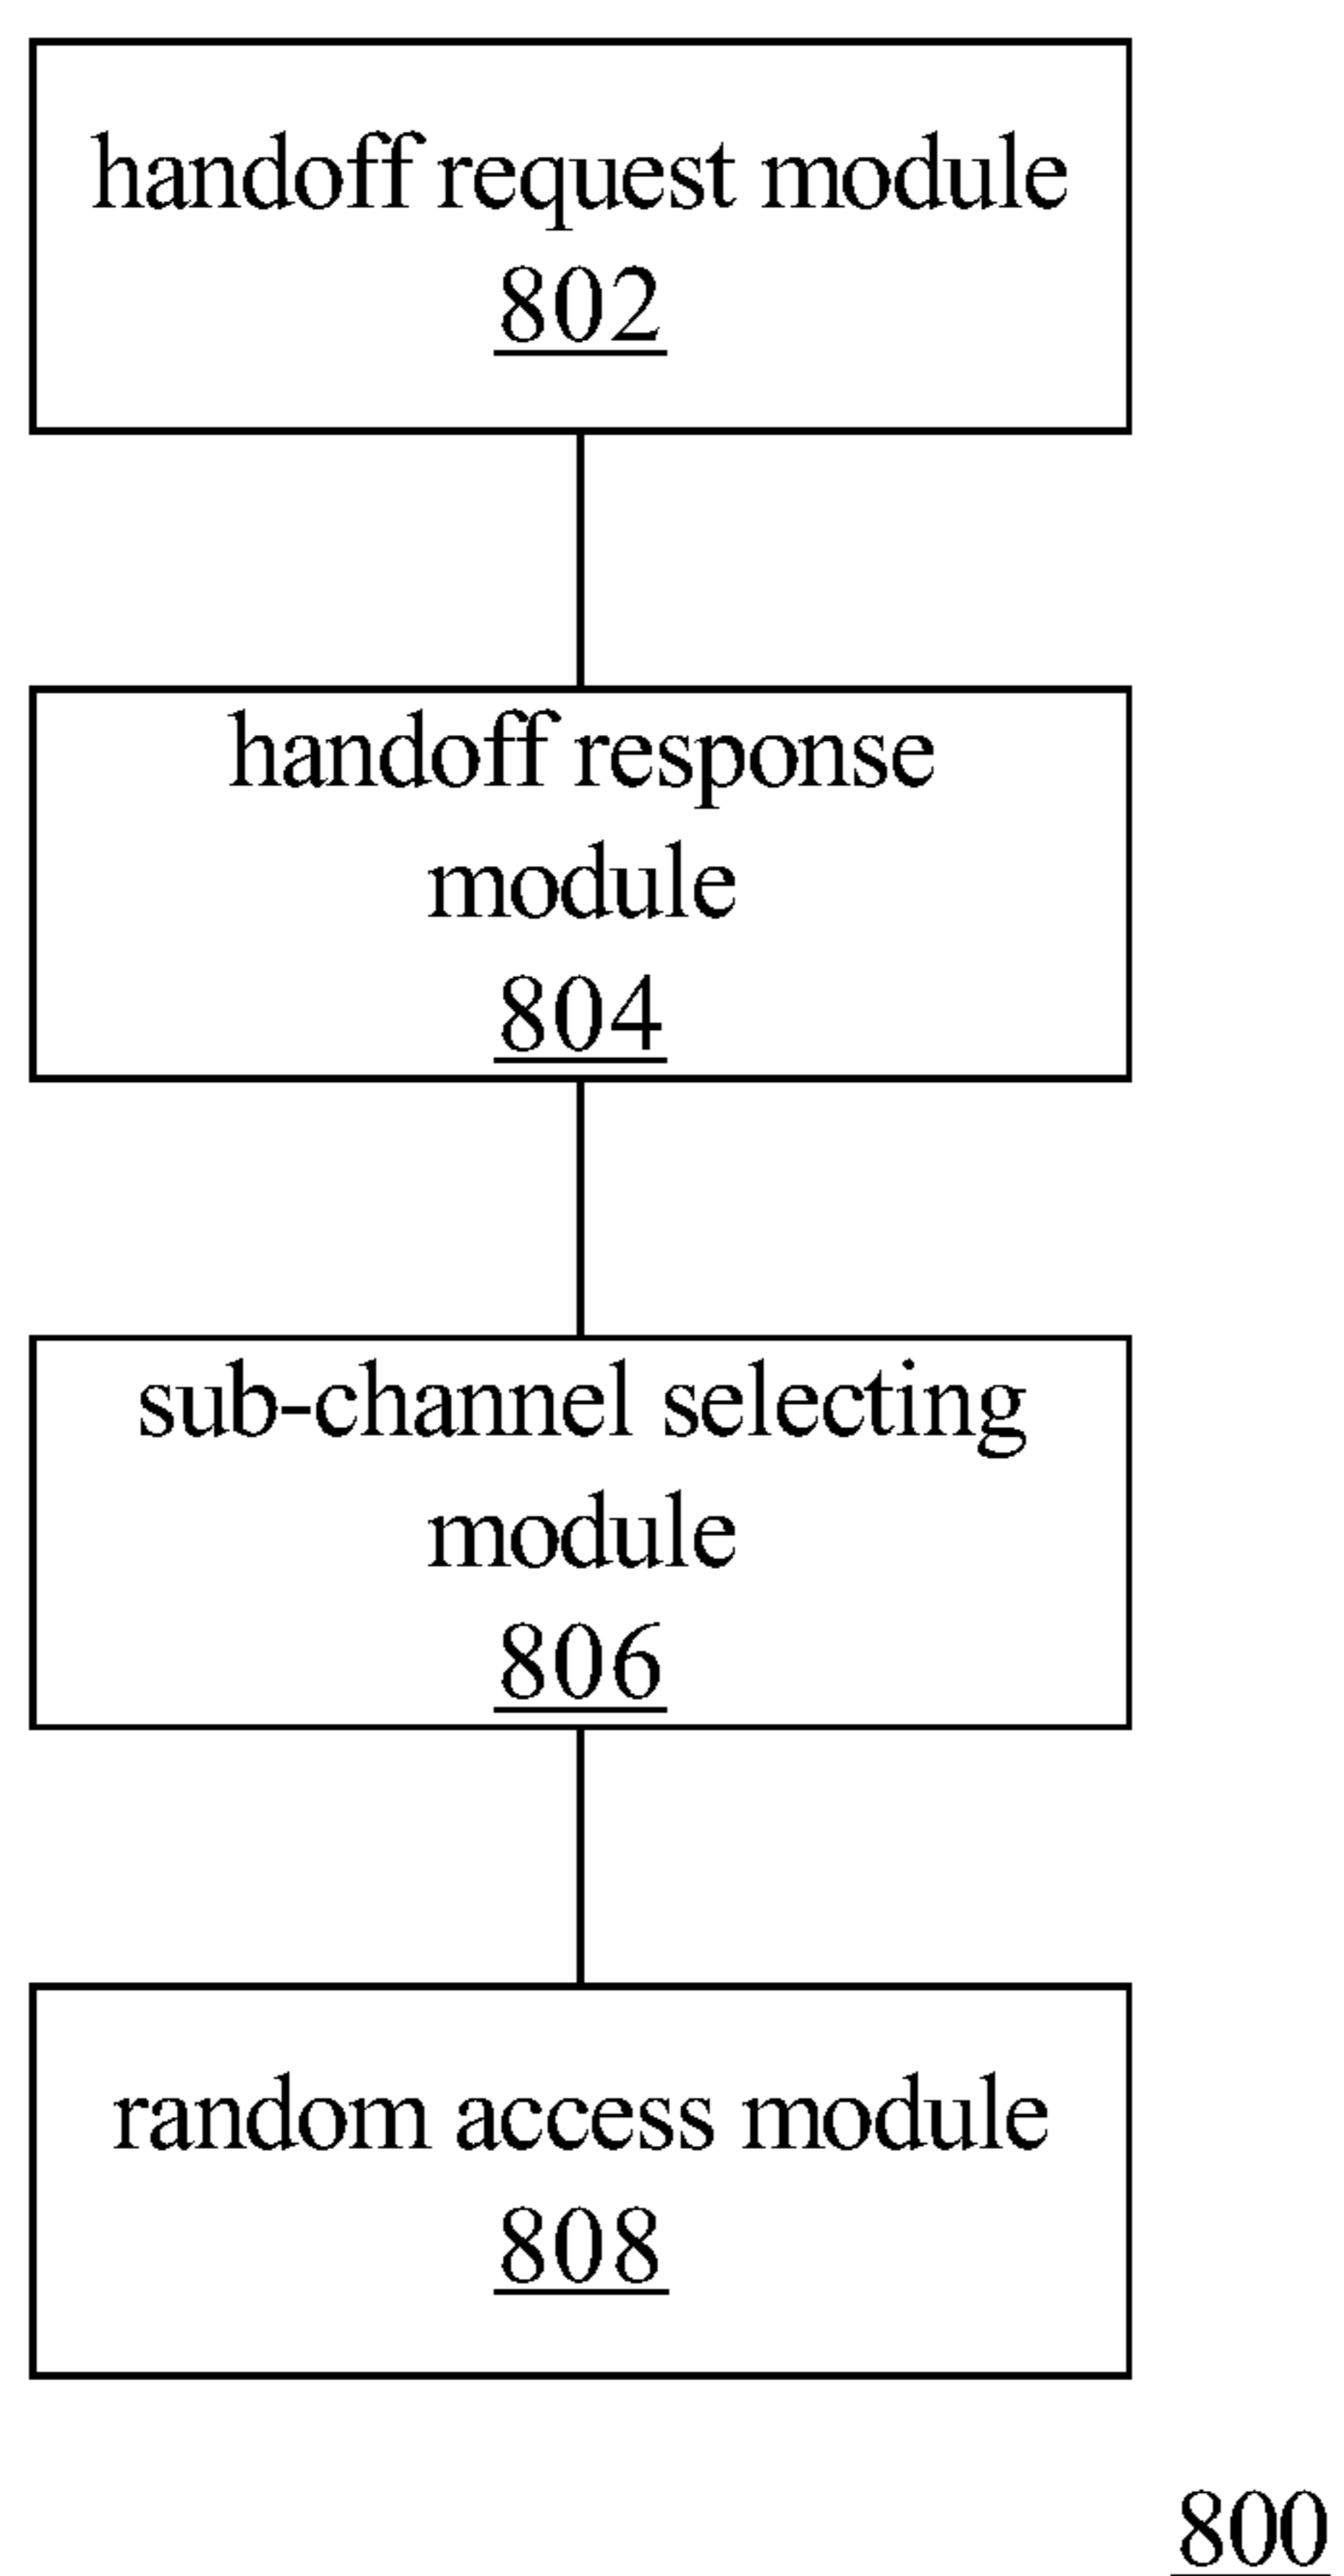 handoff request module
802
handoff response
module
804
sub-channel selecting
module
806
random access module
808
800